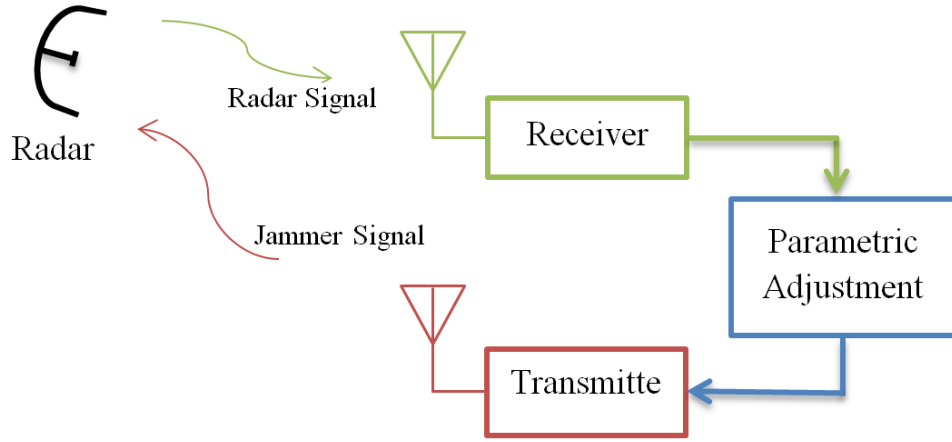 Radar Signal
Receiver
Radar
Jammer Signal
Parametric
Adjustment
Transmitte